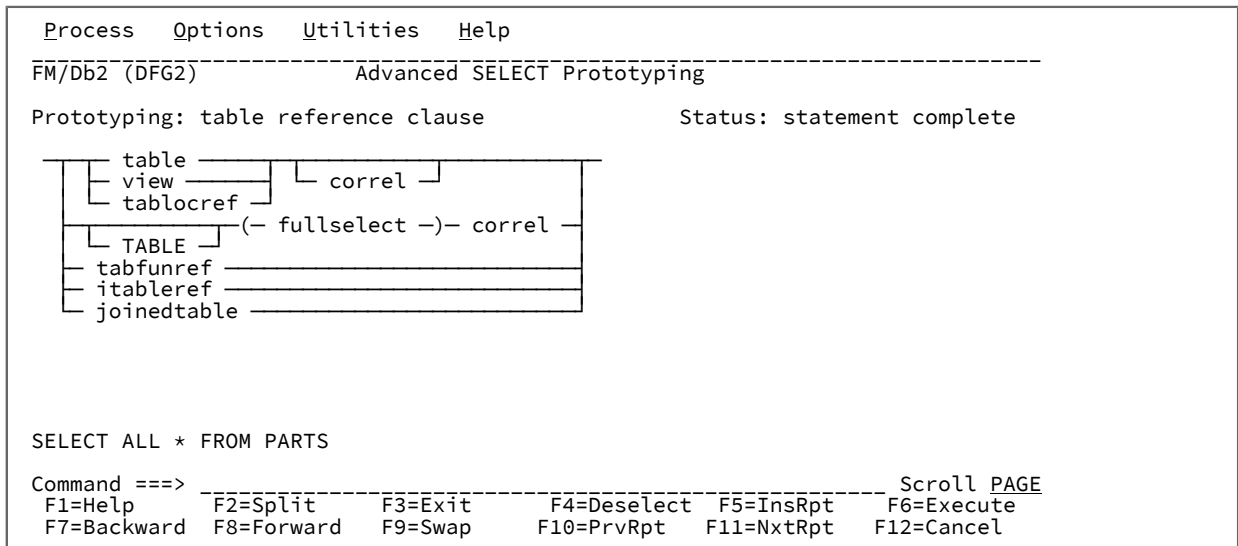 Process Options Utilities Help
FM/Db2 (DFG2) Advanced SELECT Prototyping
Prototyping: table reference clause Status: statement complete
table
view correl
tablocref
(─ fullselect ─)─ correl
TABLE
tabfunref
itableref
joinedtable
SELECT ALL * FROM PARTS
Command ===> Scroll PAGE
F1=Help F2=Split F3=Exit F4=Deselect F5=InsRpt F6=Execute
F7=Backward F8=Forward F9=Swap F10=PrvRpt F11=NxtRpt F12=Cancel